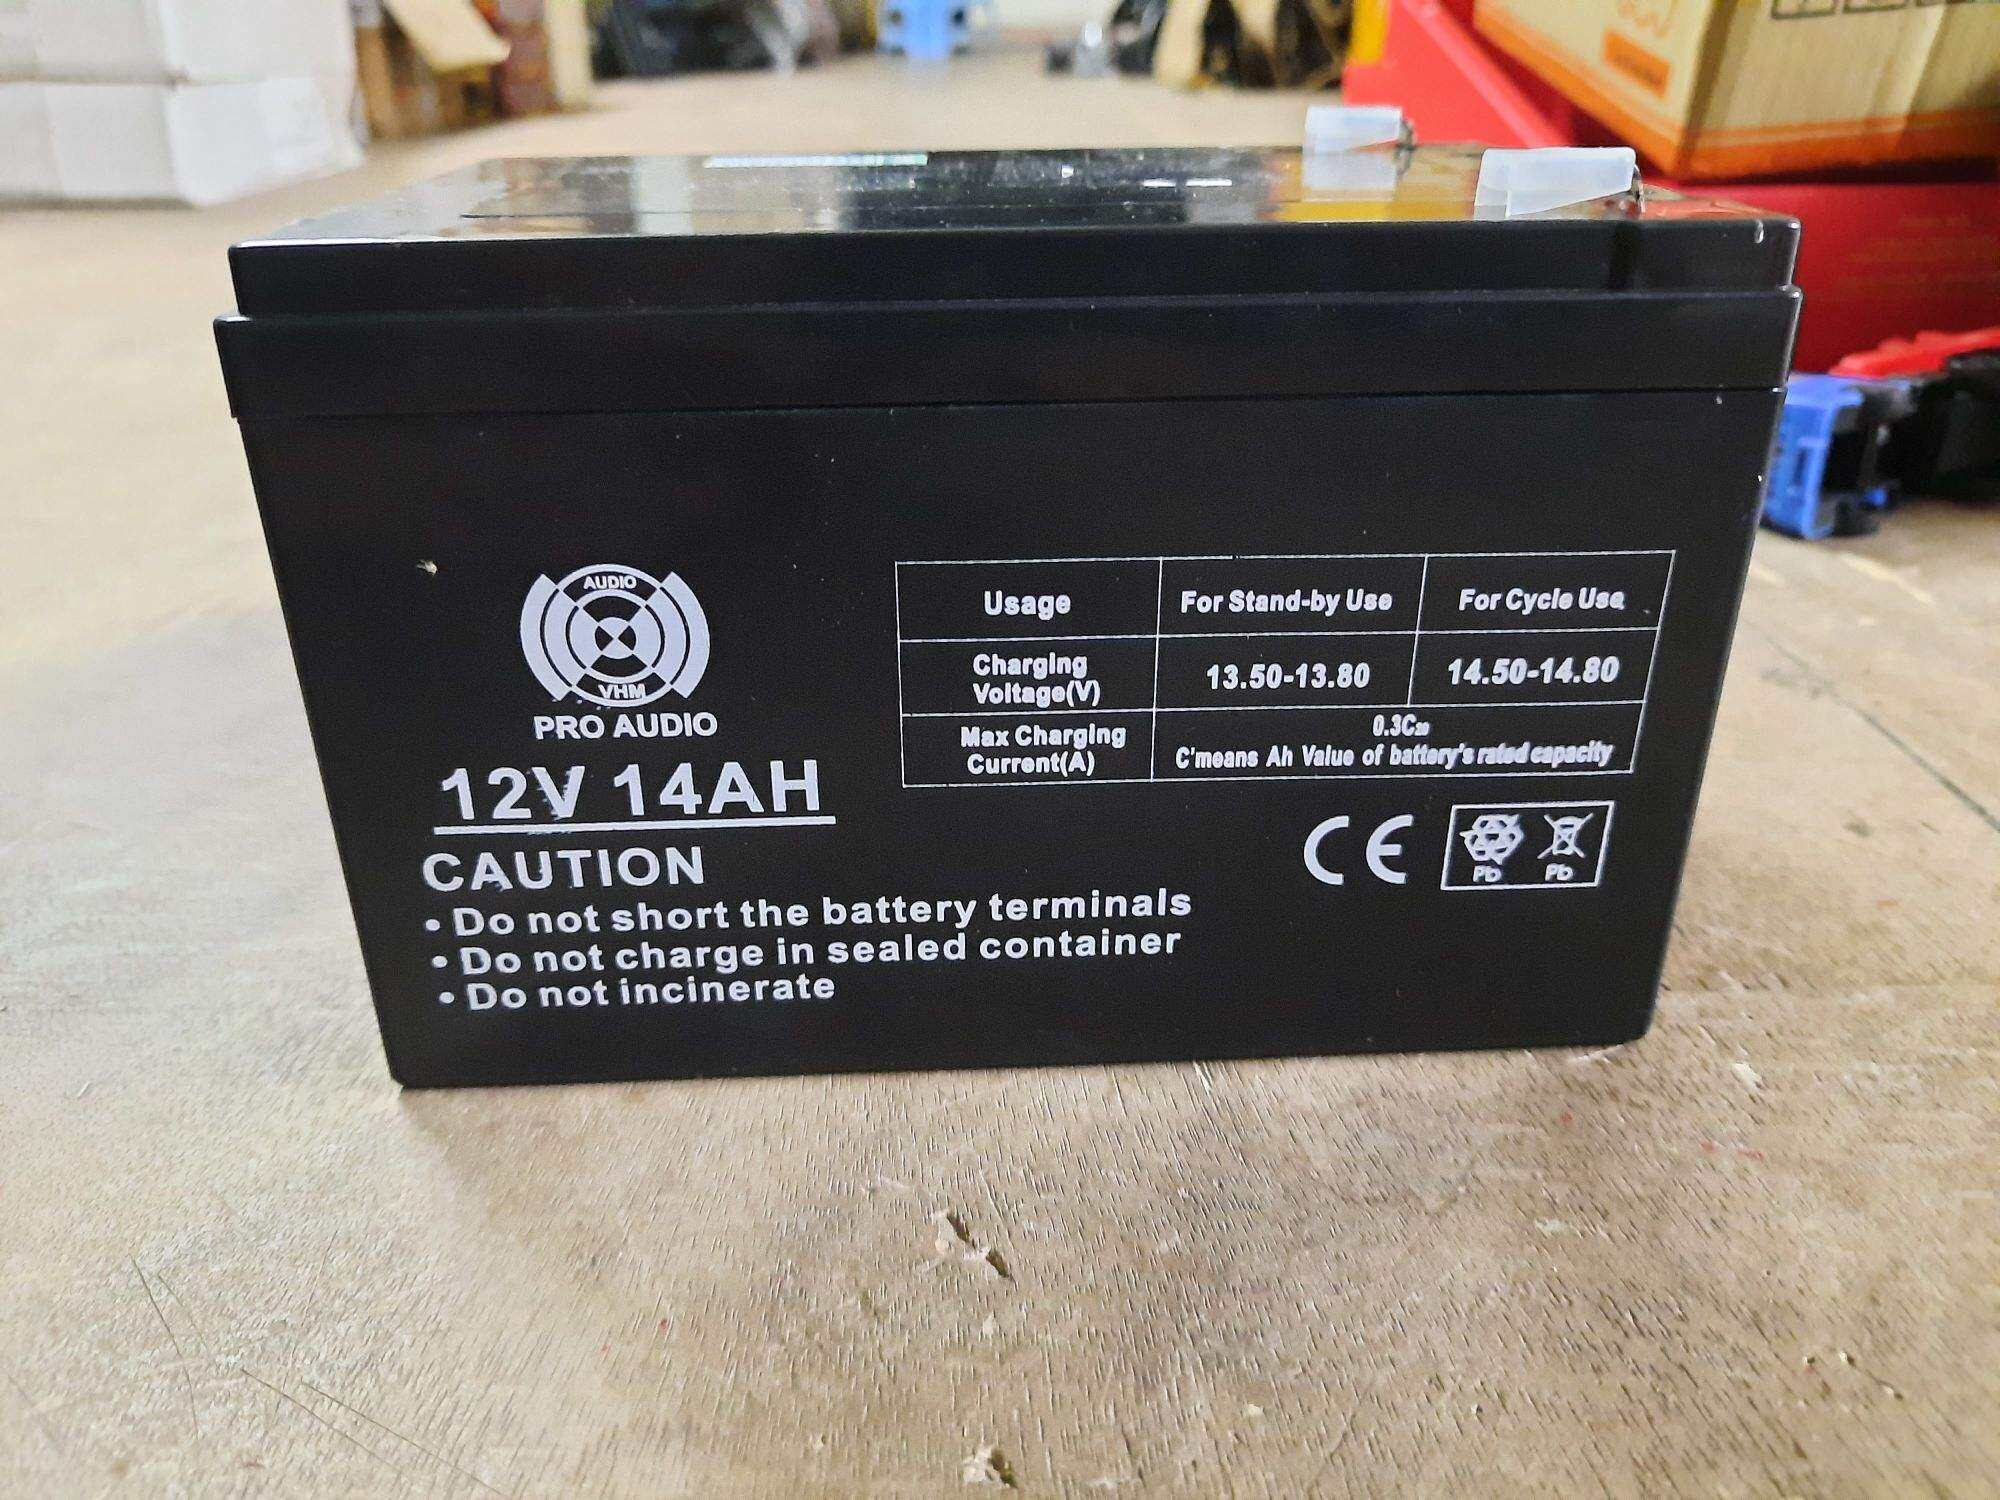 AUDIO
VHM
PRO AUDIO
12V 14AH
CAUTION
• Do not short the battery terminals
• Do not charge in sealed container
• Do not incinerate
Usage
For Stand-by Use
For Cycle Use
Charging
Voltage(V)
13.50-13.80
14.50-14.80
Max Charging
Current(A)
0.3C₂₀
C'means Ah Value of battery's rated capacity
CE
Pb
Pb